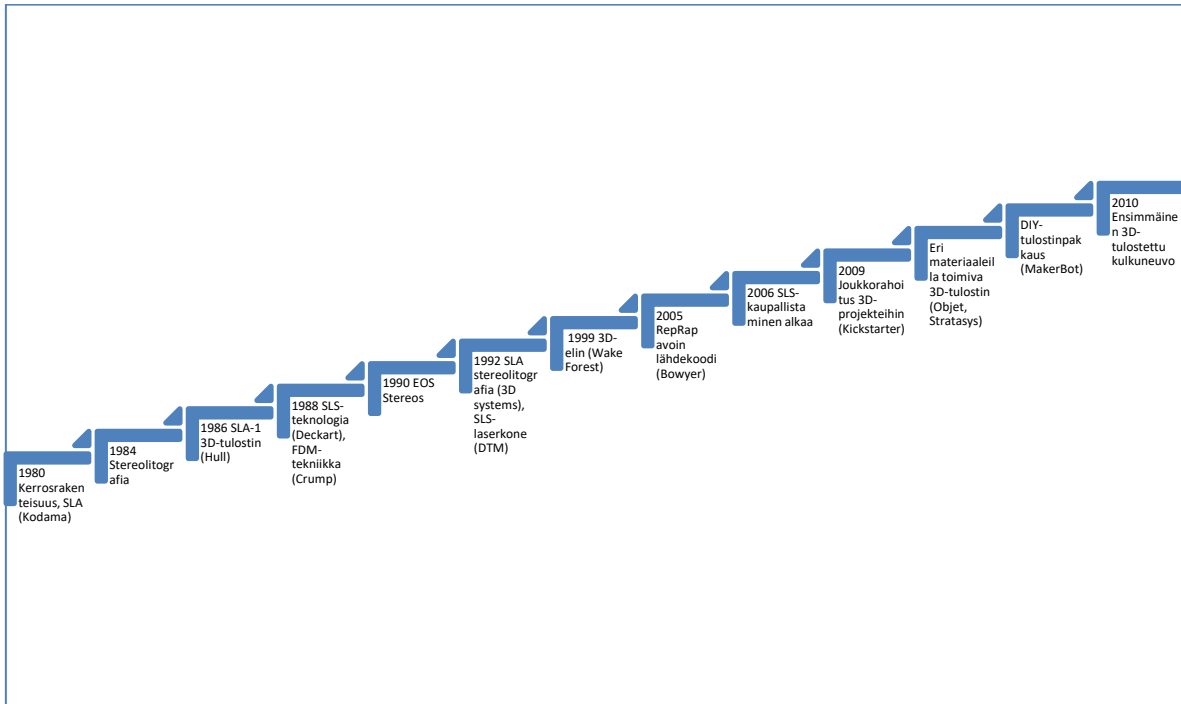 1980
Kerrosraken
teisuus, SLA
(Kodama)
1984
Stereolitogr
afia
1986 SLA-1
3D-tulostin
(Hull)
1988 SLS-
teknologia
(Deckart),
FDM-
tekniikka
(Crump)
1990 EOS
Stereos
1992 SLA
stereolitogr
afia (3D
systems),
SLS-
laserkone
(DTM)
1999 3D-
elin (Wake
Forest)
2005
RepRap
avoin
lähdekoodi
(Bowyer)
2006 SLS-
kaupallista
minen alkaa
2009
Joukkorahoi
tus 3D-
projekteihin
(Kickstarter)
Eri
materiaaleil
la toimiva
3D-tulostin
(Objet,
Stratasys)
DIY-
tulostinpak
kaus
(MakerBot)
2010
Ensimmäine
n 3D-
tulostettu
kulkuneuvo